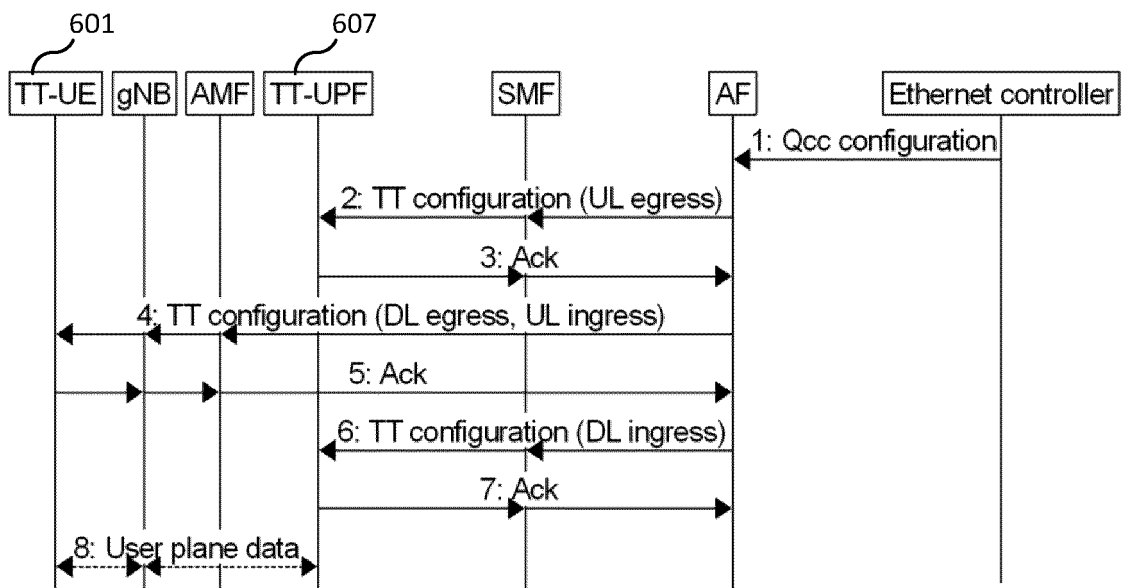 601
607
TT-UE gNB AMF TT-UPF SMF AF Ethernet controller
1: Qcc configuration
2: TT configuration (UL egress)
3: Ack
4: TT configuration (DL egress, UL ingress)
5: Ack
6: TT configuration (DL ingress)
7: Ack
8: User plane data